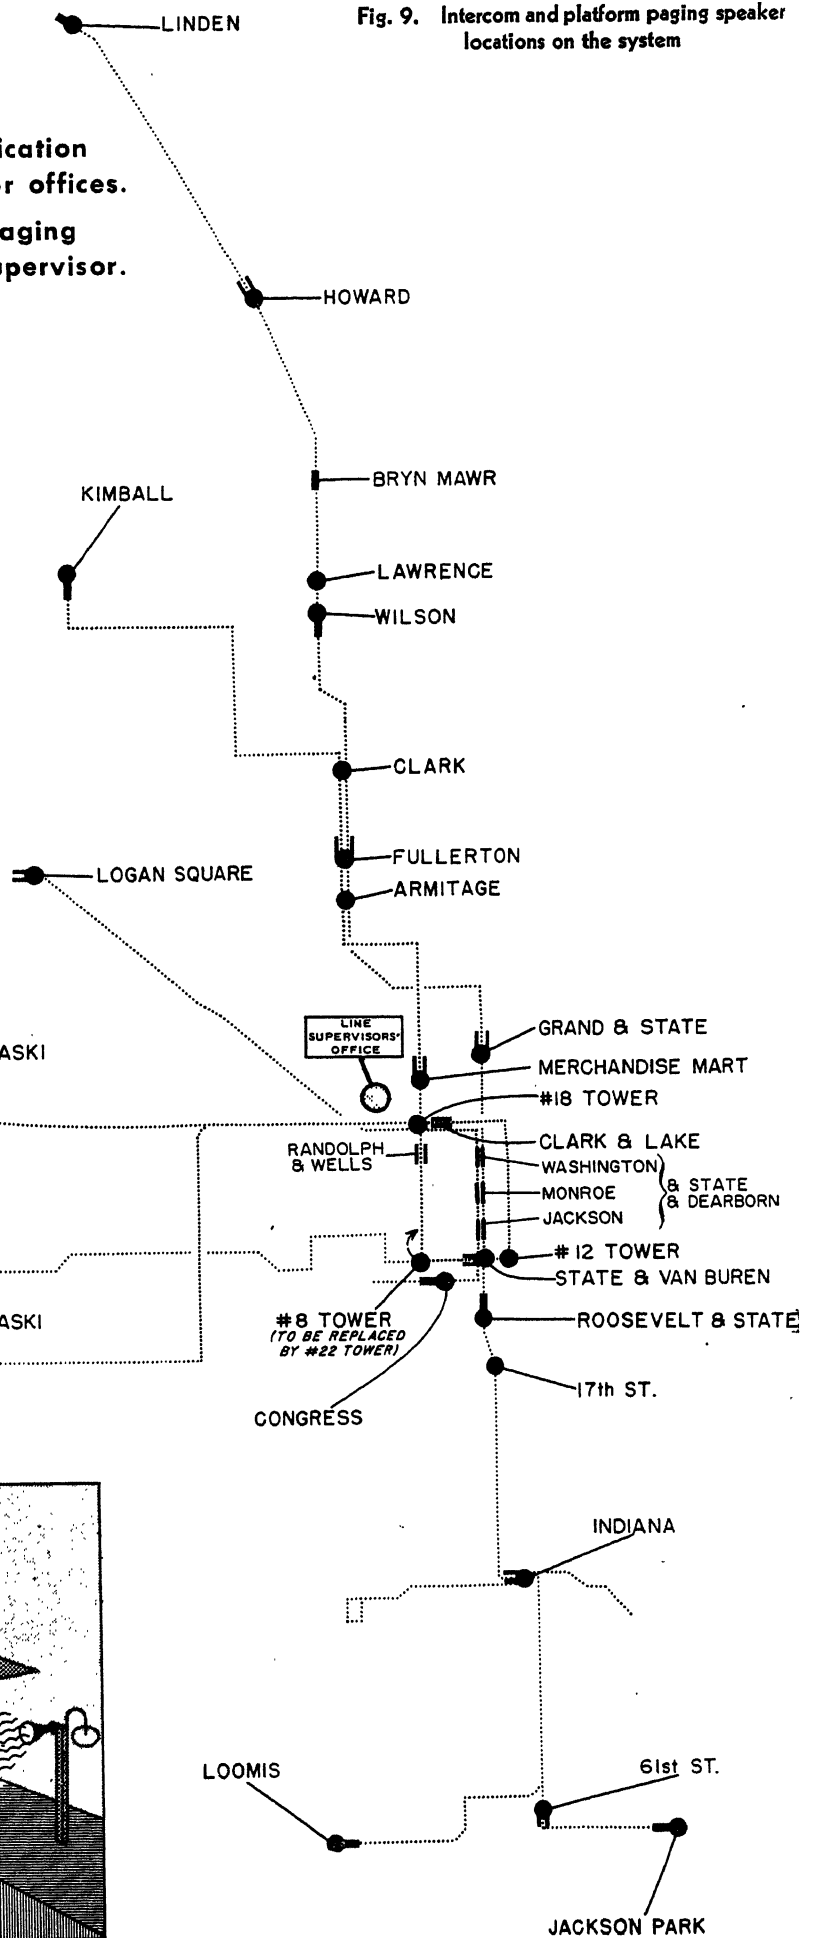 Fig. 9. Intercom and platform paging speaker
locations on the system
LINDEN
ication
r offices.
aging
upervisor.
HOWARD
BRYN MAWR
KIMBALL
LAWRENCE
WILSON
CLARK
FULLERTON
LOGAN SQUARE
ARMITAGE
LINE
SUPERVISORS'
OFFICE
GRAND & STATE
ASKI
MERCHANDISE MART
#18 TOWER
CLARK & LAKE
RANDOLPH
& WELLS
WASHINGTON
MONROE
JACKSON
& STATE
& DEARBORN
#12 TOWER
STATE & VAN BUREN
#8 TOWER
(TO BE REPLACED
BY #22 TOWER)
ROOSEVELT & STATE
ASKI
17th ST.
CONGRESS
INDIANA
LOOMIS
61st ST.
JACKSON PARK